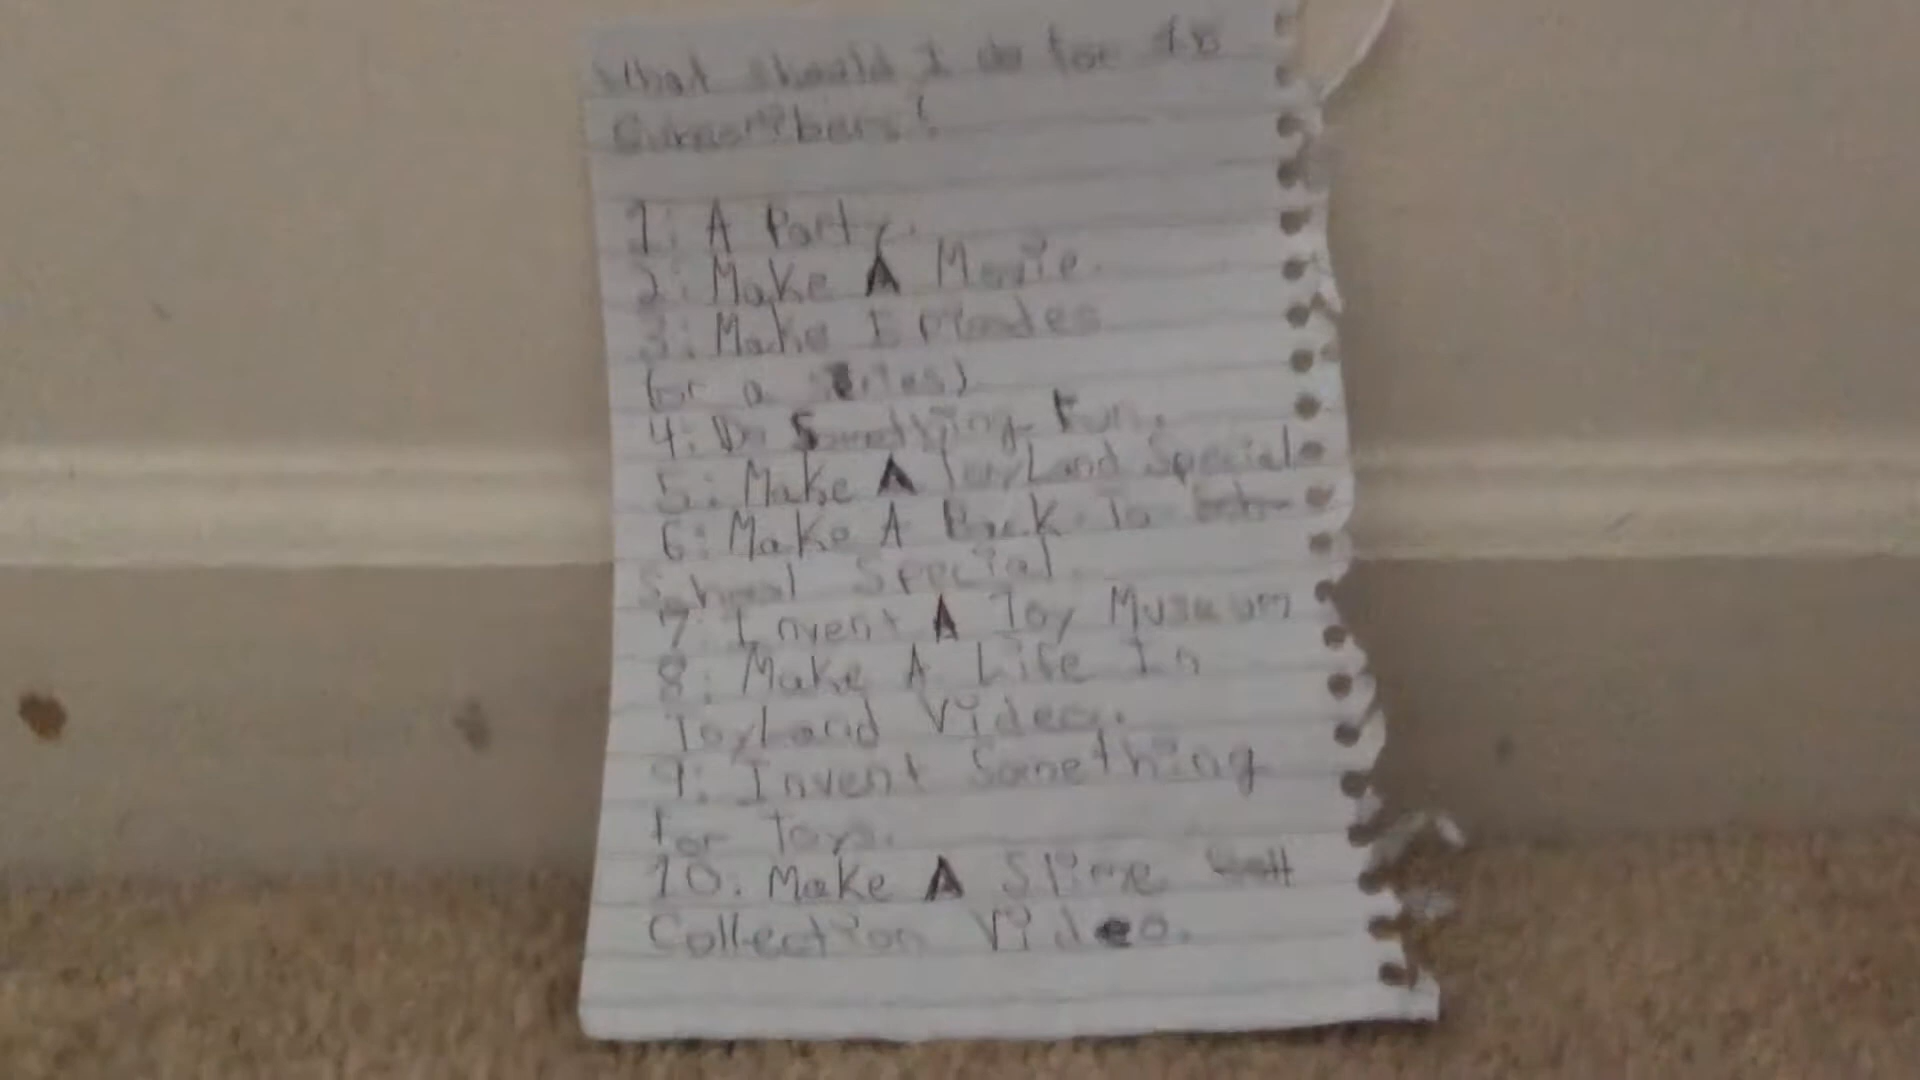 What should I do for 18
Subscribers!
1: A Party.
2: Make A Movie.
3: Make Episodes
(or a series)
4: Do Something Fun.
5: Make A ToyLand Special
6: Make A Back To
School Special.
7: Invent A Toy Museum
8: Make A Life In
ToyLand Video.
9: Invent Something
for Toys.
10. Make A Slime
Collection Video.